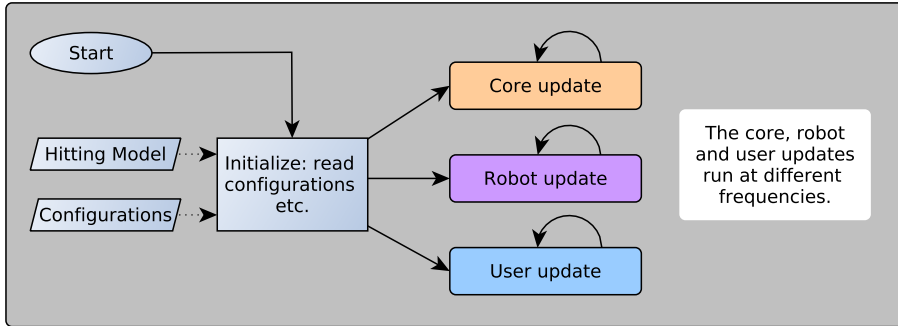 Start
Hitting Model
Configurations
Initialize: read
configurations
etc.
Core update
Robot update
User update
The core, robot
and user updates
run at different
frequencies.